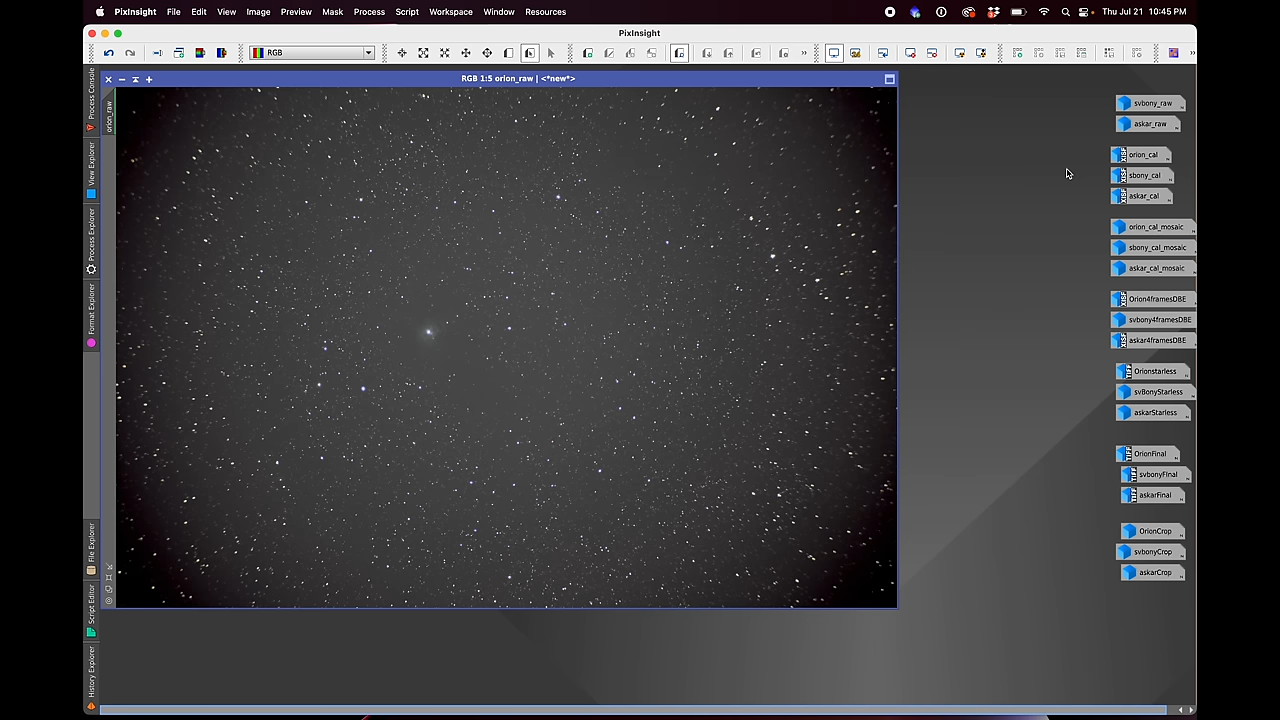 PixInsight File Edit View Image Preview Mask Process Script Workspace Window Resources Thu Jul 21 10:45 PM
PixInsight
RGB
RGB 1:5 orion_raw | <*new*>
orion_raw
Process Console
View Explorer
Process Explorer
Format Explorer
File Explorer
Script Editor
History Explorer
svbony_raw
askar_raw
orion_cal
sbony_cal
askar_cal
orion_cal_mosaic
sbony_cal_mosaic
askar_cal_mosaic
Orion4framesDBE
svbony4framesDBE
askar4framesDBE
Orionstarless
svBonyStarless
askarStarless
OrionFinal
svbonyFinal
askarFinal
OrionCrop
svbonyCrop
askarCrop